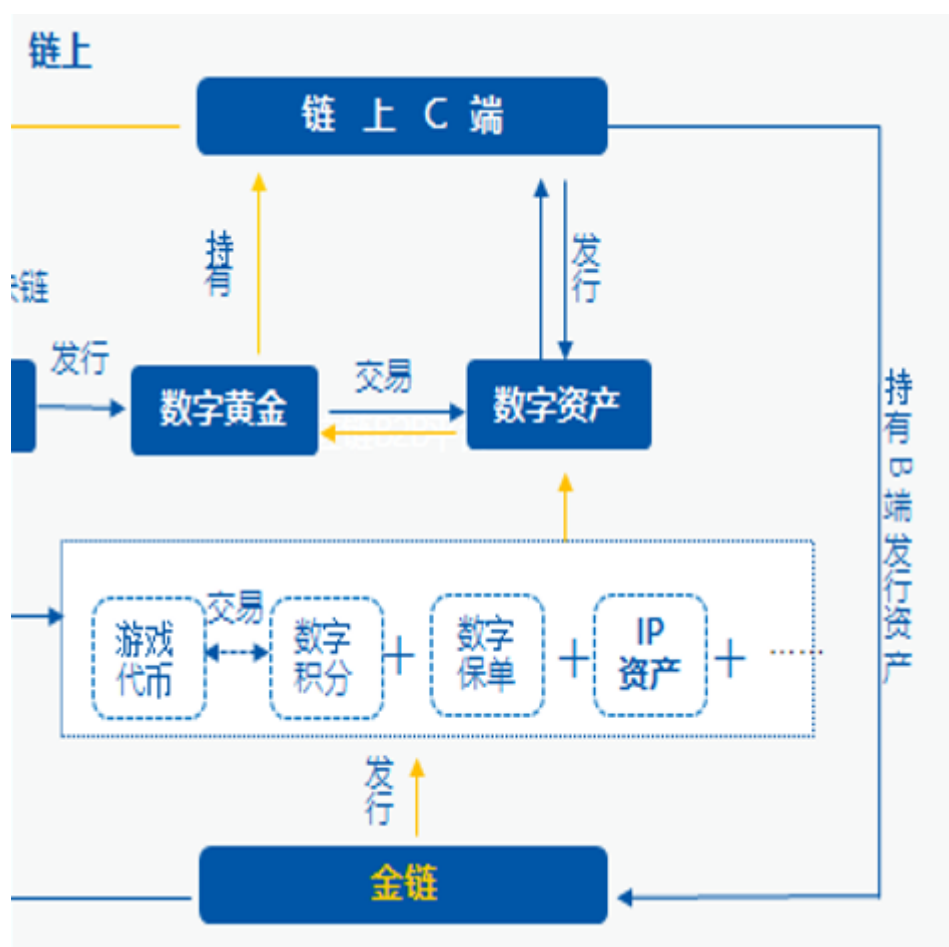 链上
链 上 C 端
持有
发行
链
发行
数字黄金
交易
数字资产
持有B端发行资产
游戏
代币
交易
数字
积分
+
数字
保单
+
IP
资产
+
……
发行
金链